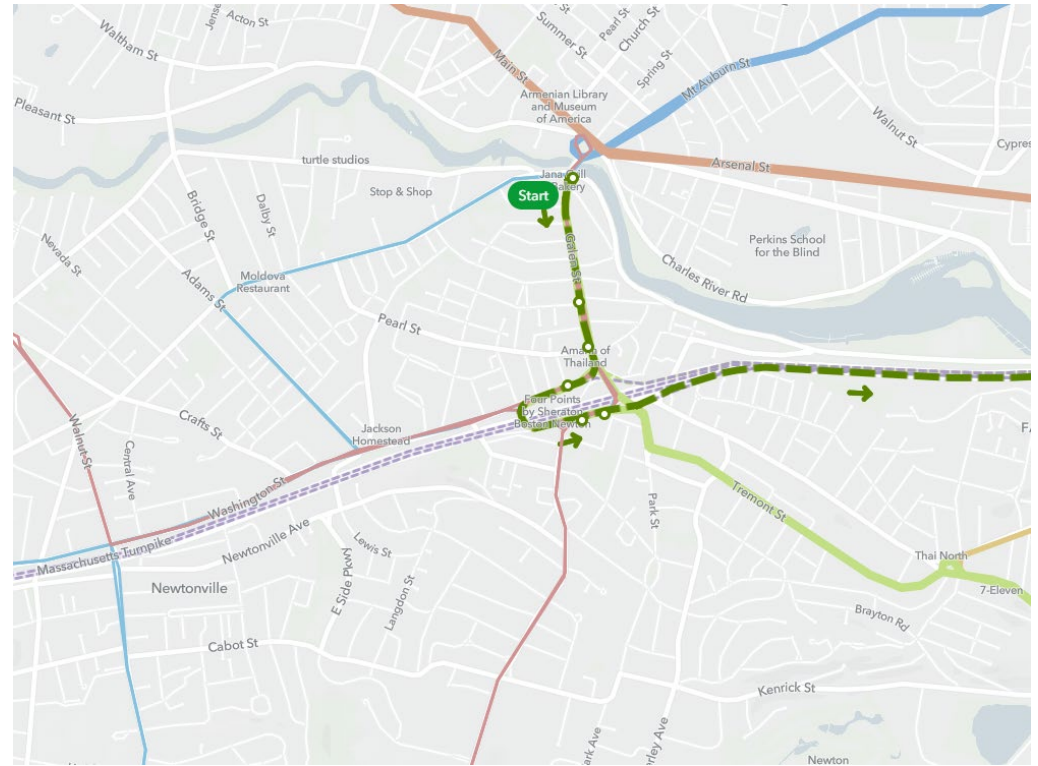 Jense
Acton St
Waltham St
Pleasant St
Summer St
Pearl St
Church St
St
Spring St
Main St
Mt Auburn St
Armenian Library
and Museum
of America
Walnut St
Cypres
Arsenal St
turtle studios
Stop & Shop
Start
Galen St
Bridge St
Dalby St
Nevada St
Adams St
Moldova
Restaurant
Perkins School
for the Blind
Charles River Rd
Pearl St
Thailand
Four Points
by Sheraton
Boston Newton
Crafts St
Jackson
Homestead
Walnut St
Central Ave
Washington St
Massachusetts Turnpike
Newtonville Ave
Lewis St
E Side Pkwy
Langdon St
Park St
Tremont St
Thai North
7-Eleven
Newtonville
Brayton Rd
Cabot St
Kenrick St
Newton